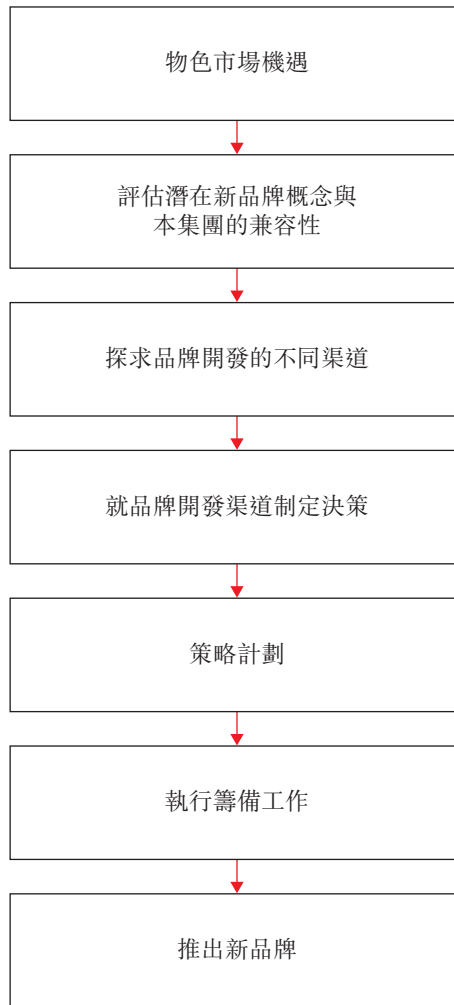 物色市場機遇
評估潛在新品牌概念與
本集團的兼容性
探求品牌開發的不同渠道
就品牌開發渠道制定決策
策略計劃
執行籌備工作
推出新品牌